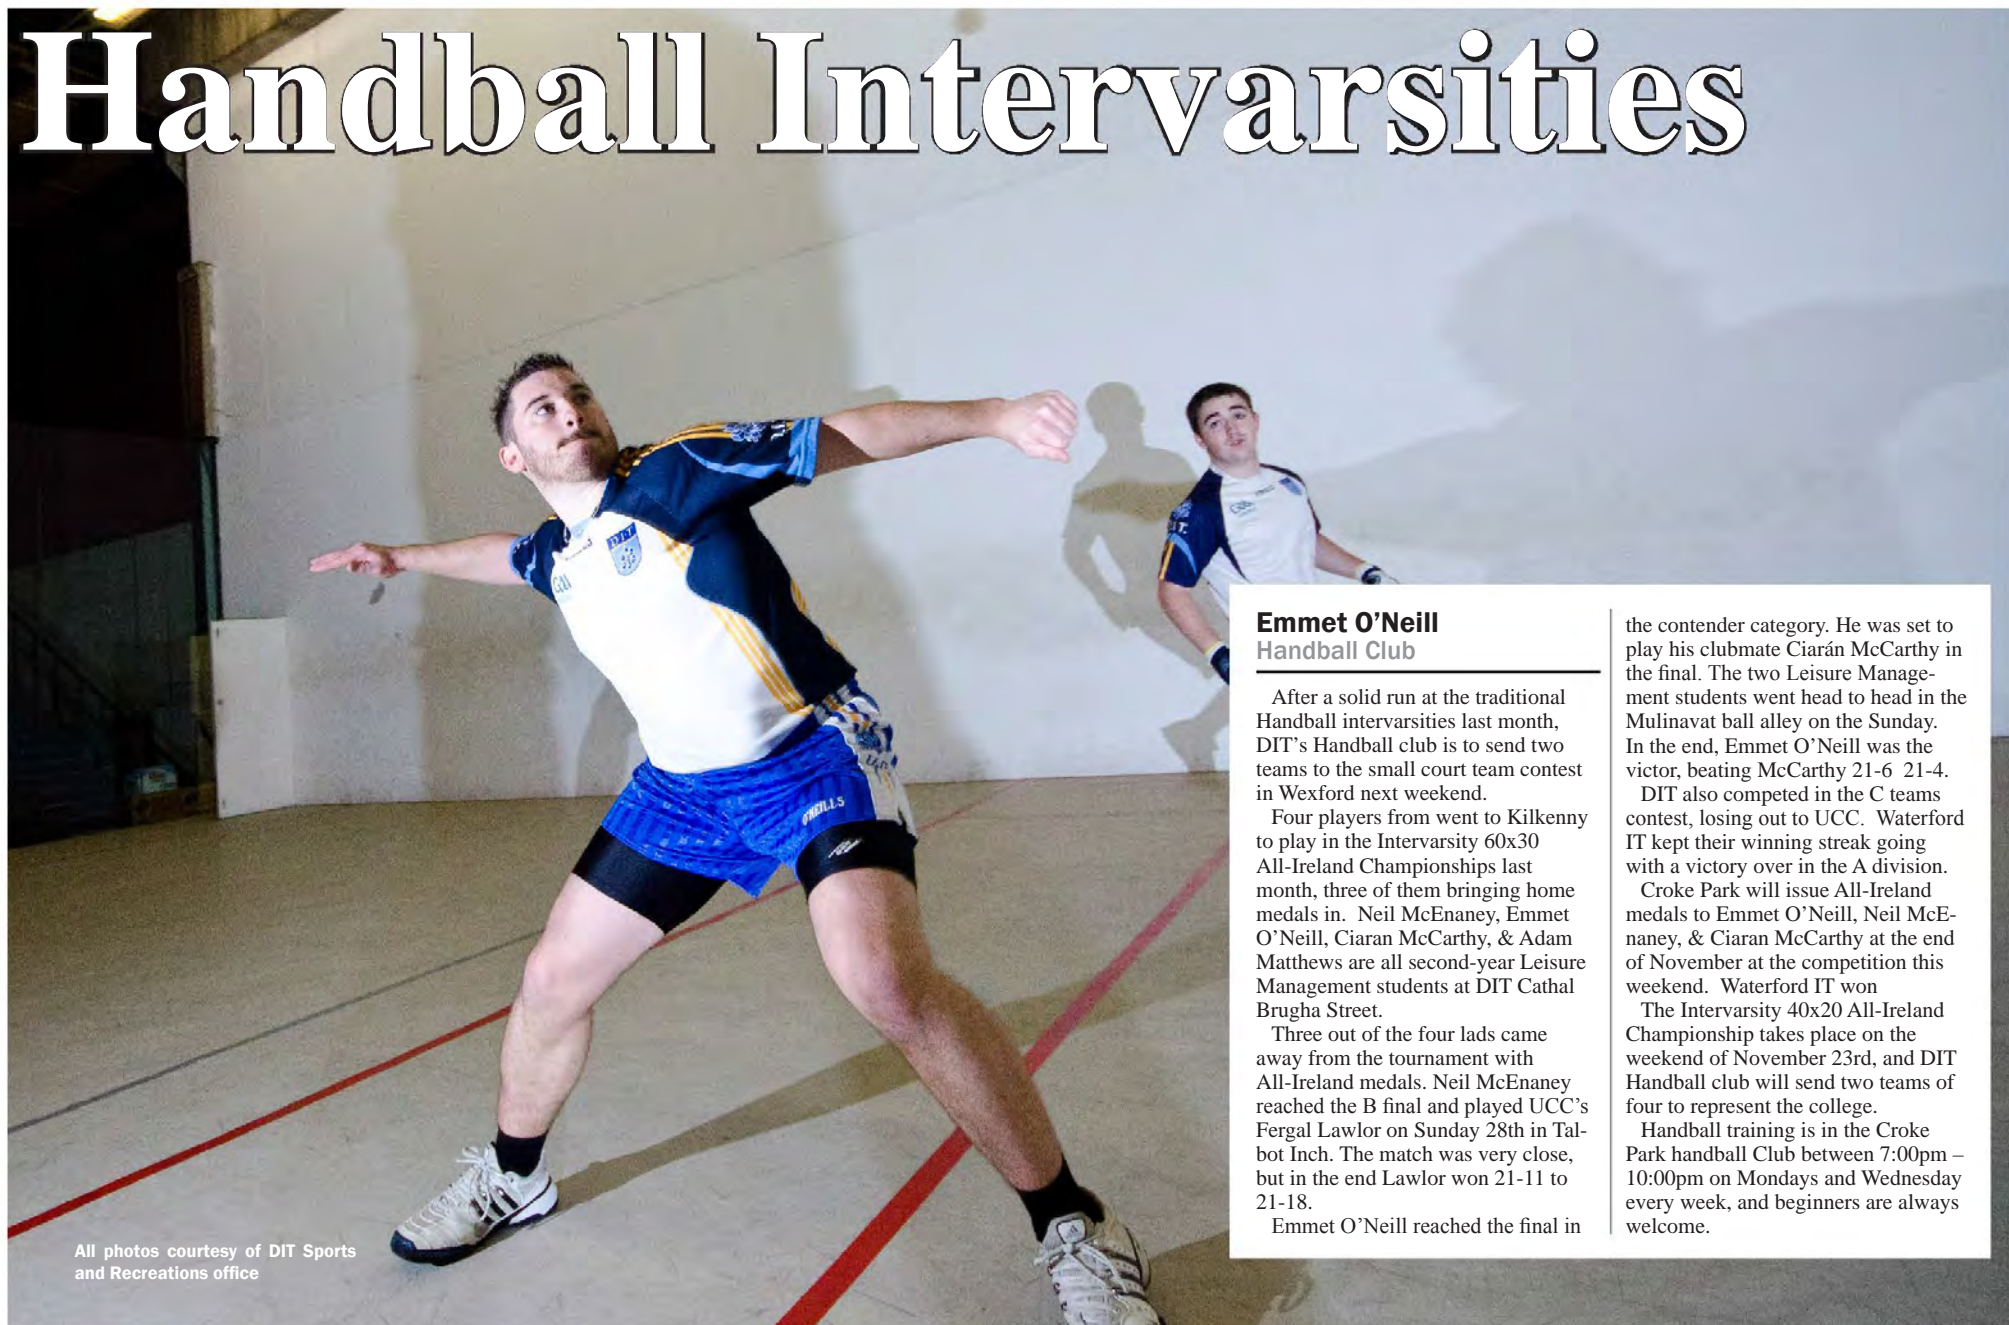 Handball Intervarsities
Emmet O’Neill
Handball Club
After a solid run at the traditional
Handball intervarsities last month,
DIT’s Handball club is to send two
teams to the small court team contest
in Wexford next weekend.
Four players from went to Kilkenny
to play in the Intervarsity 60x30
All-Ireland Championships last
month, three of them bringing home
medals in.  Neil McEnaney, Emmet
O’Neill, Ciaran McCarthy, & Adam
Matthews are all second-year Leisure
Management students at DIT Cathal
Brugha Street.
Three out of the four lads came
away from the tournament with
All-Ireland medals. Neil McEnaney
reached the B final and played UCC’s
Fergal Lawlor on Sunday 28th in Tal-
bot Inch. The match was very close,
but in the end Lawlor won 21-11 to
21-18.
Emmet O’Neill reached the final in
the contender category. He was set to
play his clubmate Ciarán McCarthy in
the final. The two Leisure Manage-
ment students went head to head in the
Mulinavat ball alley on the Sunday.
In the end, Emmet O’Neill was the
victor, beating McCarthy 21-6  21-4.
DIT also competed in the C teams
contest, losing out to UCC.  Waterford
IT kept their winning streak going
with a victory over in the A division.
Croke Park will issue All-Ireland
medals to Emmet O’Neill, Neil McE-
naney, & Ciaran McCarthy at the end
of November at the competition this
weekend.  Waterford IT won
The Intervarsity 40x20 All-Ireland
Championship takes place on the
weekend of November 23rd, and DIT
Handball club will send two teams of
four to represent the college.
Handball training is in the Croke
Park handball Club between 7:00pm –
10:00pm on Mondays and Wednesday
every week, and beginners are always
welcome.
O'NEILLS
All photos courtesy of DIT Sports
and Recreations office